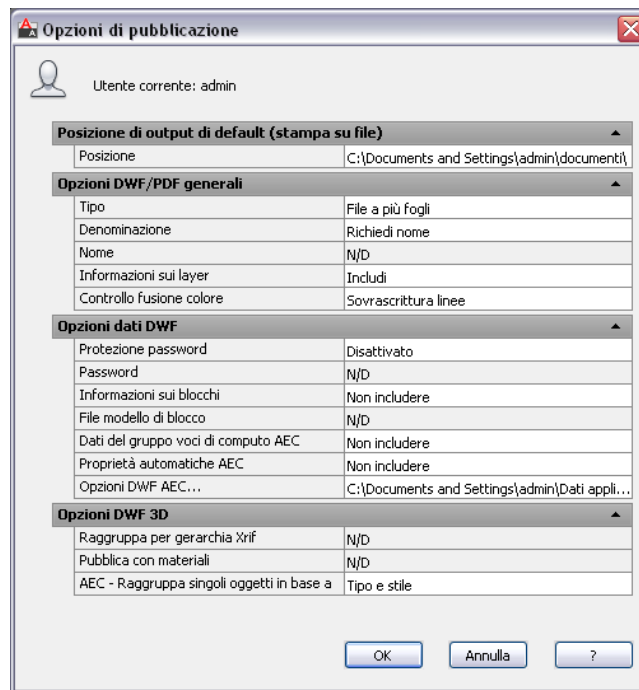 Opzioni di pubblicazione
Utente corrente: admin
Posizione di output di default (stampa su file)
Posizione C:\Documents and Settings\admin\documenti\
Opzioni DWF/PDF generali
Tipo File a più fogli
Denominazione Richiedi nome
Nome N/D
Informazioni sui layer Includi
Controllo fusione colore Sovrascrittura linee
Opzioni dati DWF
Protezione password Disattivato
Password N/D
Informazioni sui blocchi Non includere
File modello di blocco N/D
Dati del gruppo voci di computo AEC Non includere
Proprietà automatiche AEC Non includere
Opzioni DWF AEC... C:\Documents and Settings\admin\Dati appli...
Opzioni DWF 3D
Raggruppa per gerarchia Xrif N/D
Pubblica con materiali N/D
AEC - Raggruppa singoli oggetti in base a Tipo e stile
OK Annulla ?